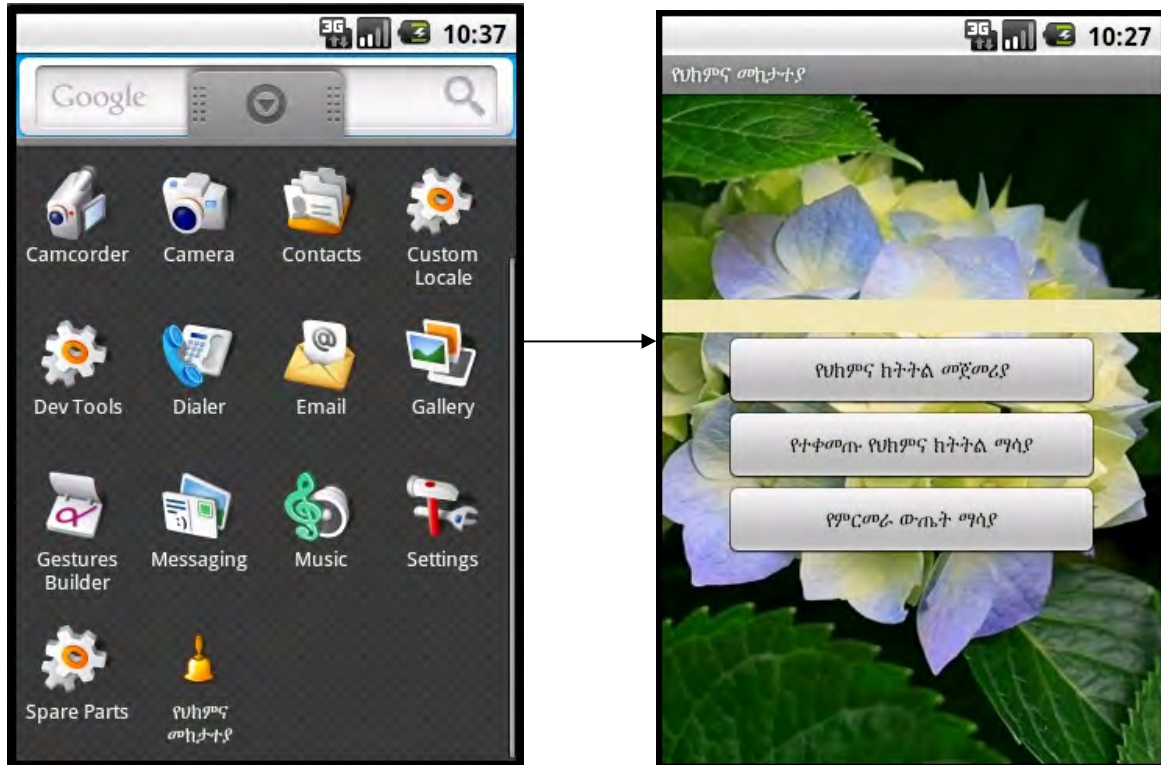 3G 10:37
Google
Camcorder Camera Contacts Custom Locale
Dev Tools Dialer Email Gallery
Gestures Builder Messaging Music Settings
Spare Parts የህክምና መከታተያ
3G 10:27
የህክምና መከታተያ
የህክምና ክትትል መጀመሪያ
የተቀመጡ የህክምና ክትትል ማሳያ
የምርመራ ውጤት ማሳያ